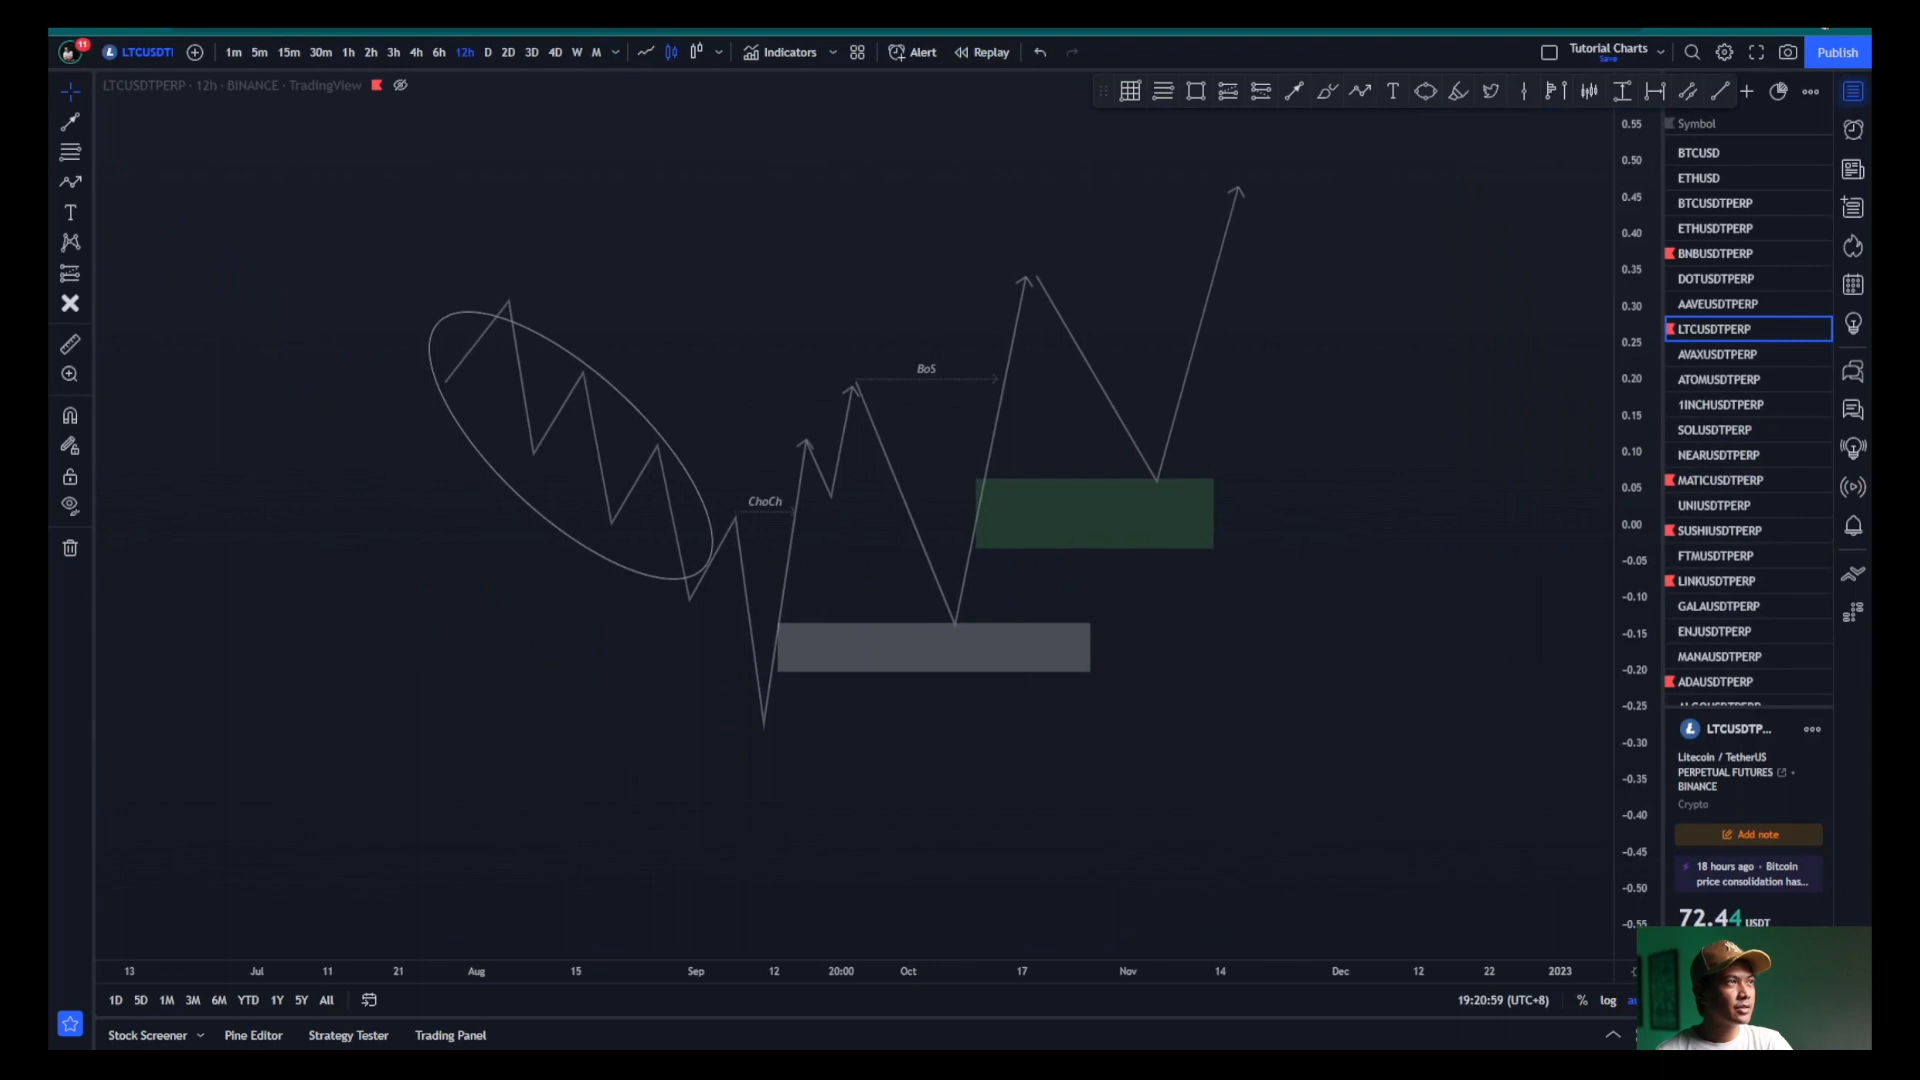 11
LTCUSDT
1m 5m 15m 30m 1h 2h 3h 4h 6h 12h D 2D 3D 4D W M
Indicators
Alert
Replay
Tutorial Charts
Save
Publish
LTCUSDTPERP · 12h · BINANCE · TradingView
Symbol
BTCUSD
ETHUSD
BTCUSDTPERP
ETHUSDTPERP
BNBUSDTPERP
DOTUSDTPERP
AAVEUSDTPERP
LTCUSDTPERP
AVAXUSDTPERP
ATOMUSDTPERP
1INCHUSDTPERP
SOLUSDTPERP
NEARUSDTPERP
MATICUSDTPERP
UNIUSDTPERP
SUSHIUSDTPERP
FTMUSDTPERP
LINKUSDTPERP
GALAUSDTPERP
ENJUSDTPERP
MANAUSDTPERP
ADAUSDTPERP
0.55
0.50
0.45
0.40
0.35
0.30
0.25
0.20
0.15
0.10
0.05
0.00
-0.05
-0.10
-0.15
-0.20
-0.25
-0.30
-0.35
-0.40
-0.45
-0.50
-0.55
BoS
ChoCh
LTCUSDTP...
Litecoin / TetherUS
PERPETUAL FUTURES
BINANCE
Crypto
Add note
18 hours ago · Bitcoin
price consolidation has...
72.44 USDT
13 Jul 11 21 Aug 15 Sep 12 20:00 Oct 17 Nov 14 Dec 12 22 2023
1D 5D 1M 3M 6M YTD 1Y 5Y All
19:20:59 (UTC+8) % log
Stock Screener Pine Editor Strategy Tester Trading Panel